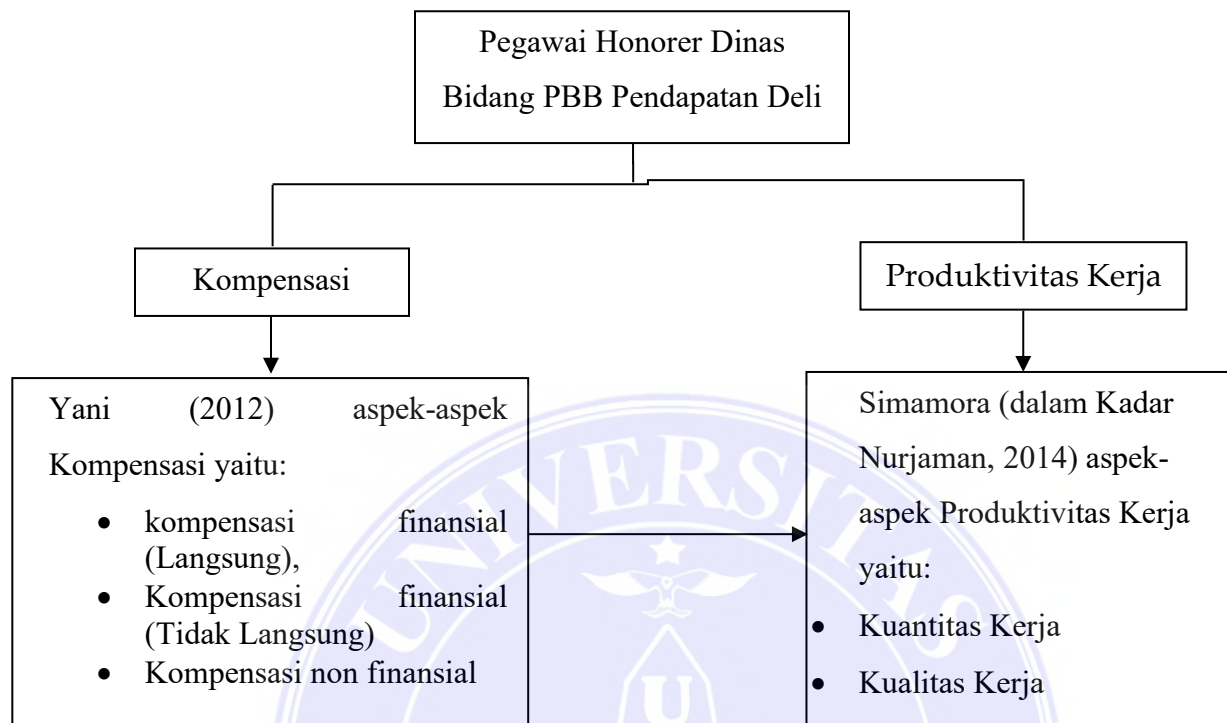 Pegawai Honorer Dinas
Bidang PBB Pendapatan Deli
Kompensasi
Produktivitas Kerja
Yani (2012) aspek-aspek
Kompensasi yaitu:
• kompensasi finansial
(Langsung),
• Kompensasi finansial
(Tidak Langsung)
• Kompensasi non finansial
Simamora (dalam Kadar
Nurjaman, 2014) aspek-
aspek Produktivitas Kerja
yaitu:
• Kuantitas Kerja
• Kualitas Kerja
UNIVERSITAS
U